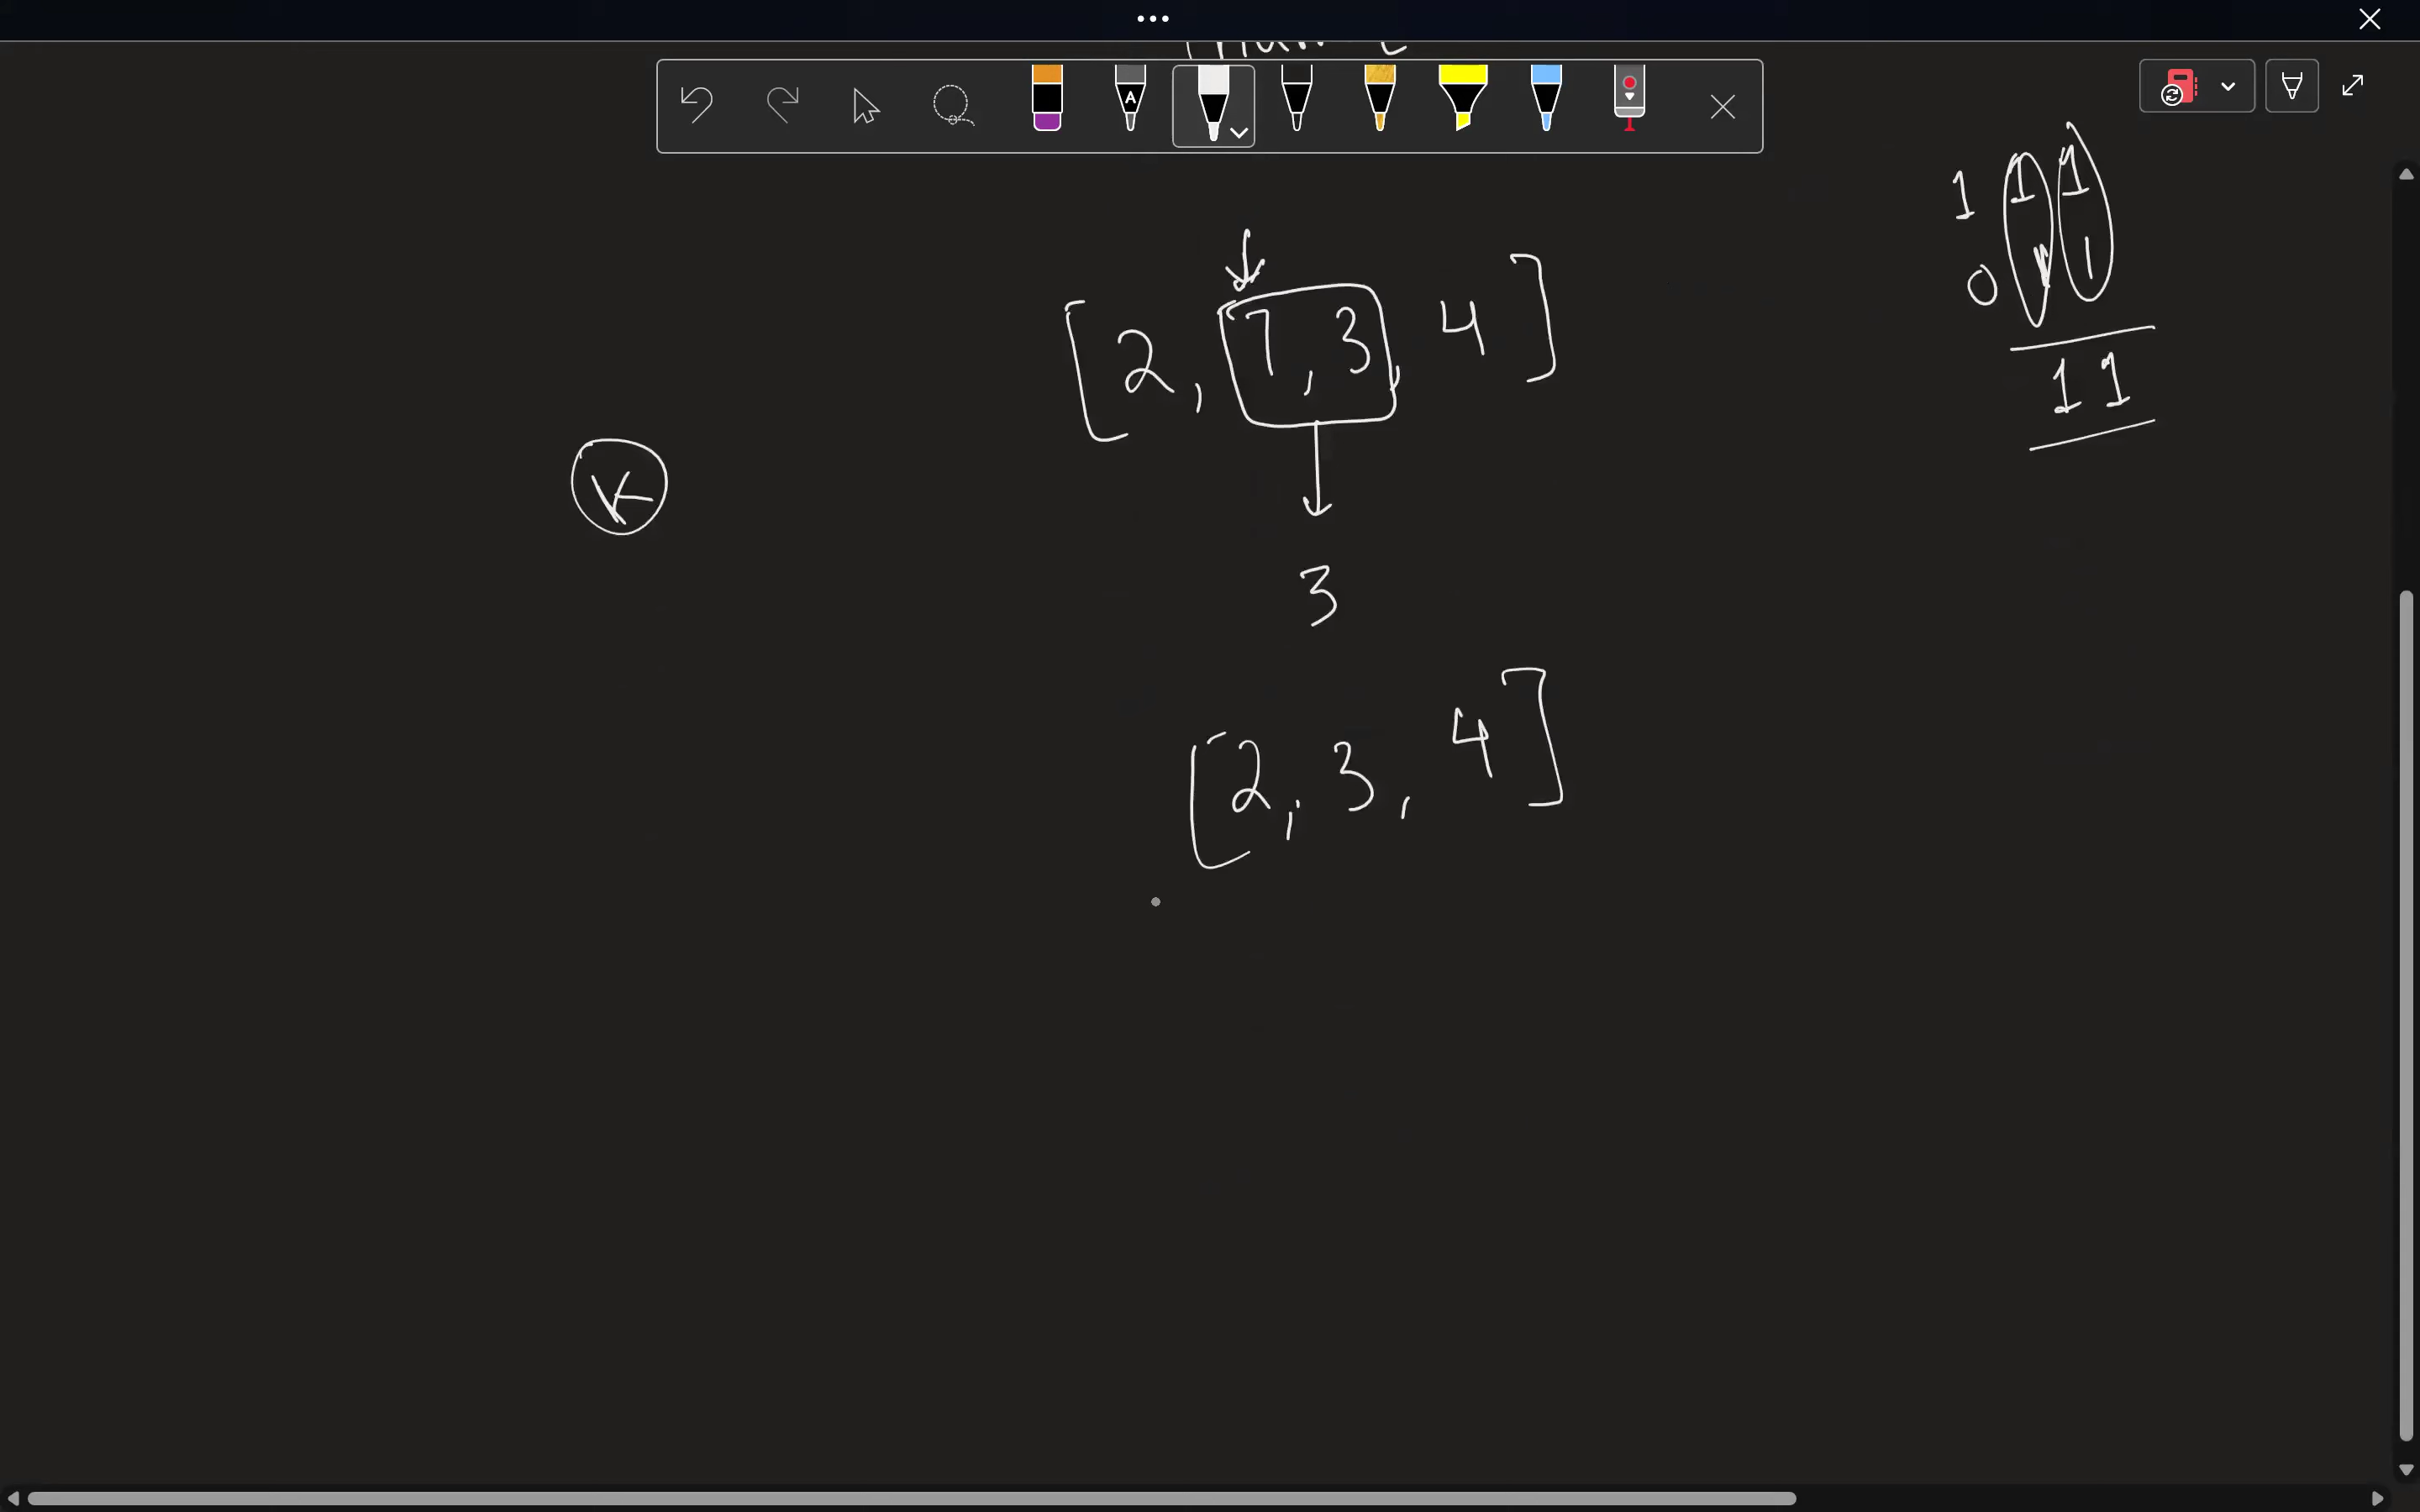 [2, 7, 3, 4]
1 1 1
0 1 1
1 1
K
3
[2, 3, 4]